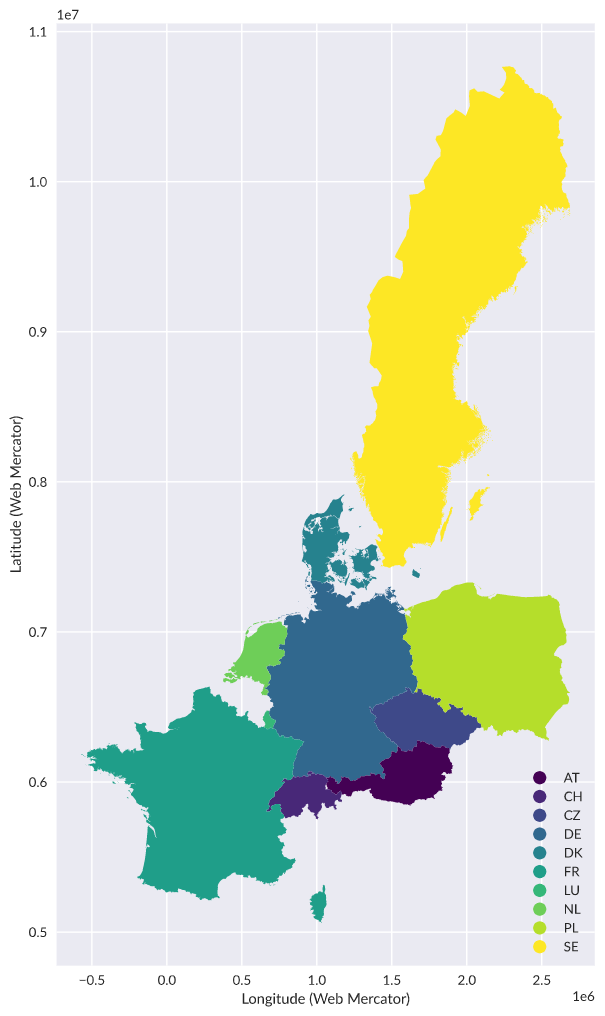 1e7
1.1
1.0
0.9
0.8
0.7
0.6
0.5
Latitude (Web Mercator)
AT
CH
CZ
DE
DK
FR
LU
NL
PL
SE
−0.5 0.0 0.5 1.0 1.5 2.0 2.5
1e6
Longitude (Web Mercator)